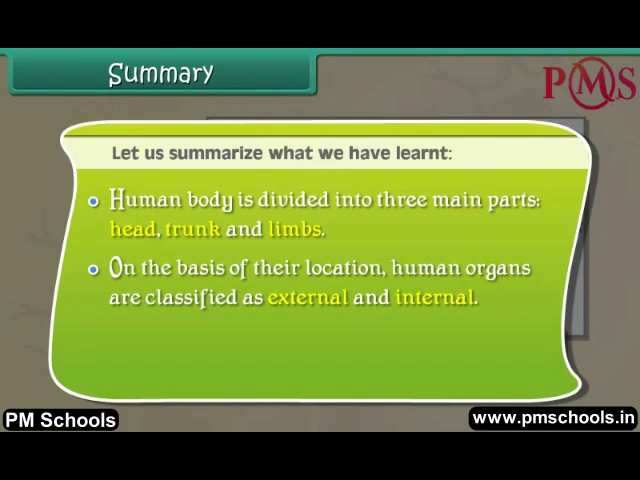 Summary
PMS
Let us summarize what we have learnt:
Human body is divided into three main parts:
head, trunk and limbs.
On the basis of their location, human organs
are classified as external and internal.
PM Schools
www.pmschools.in